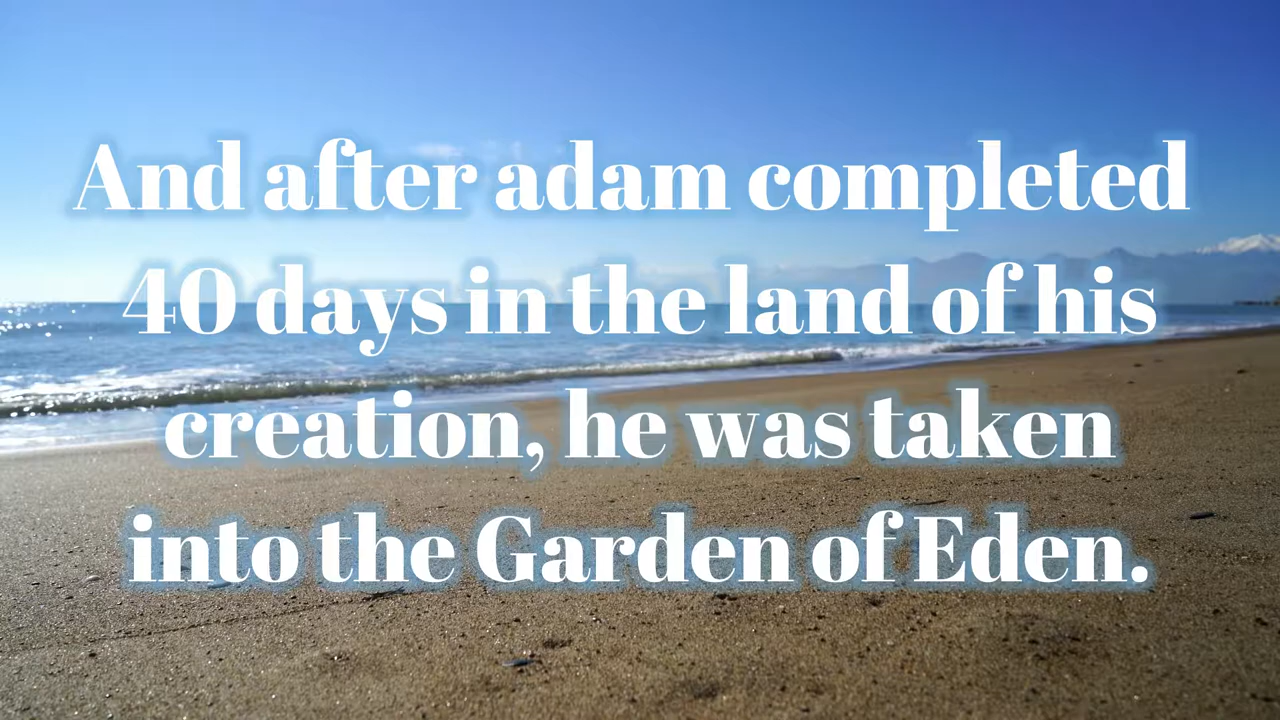 And after adam completed
40 days in the land of his
creation, he was taken
into the Garden of Eden.